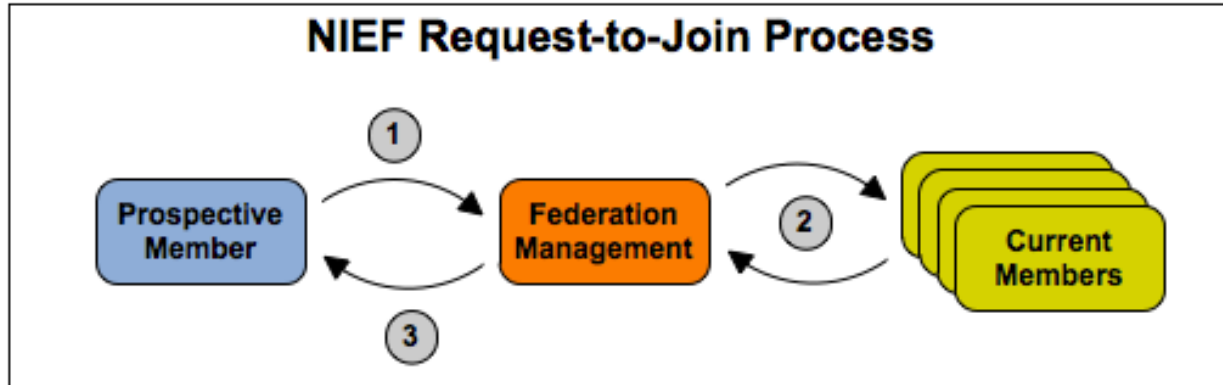 NIEF Request-to-Join Process
1
Prospective
Member
Federation
Management
2
Current
Members
3